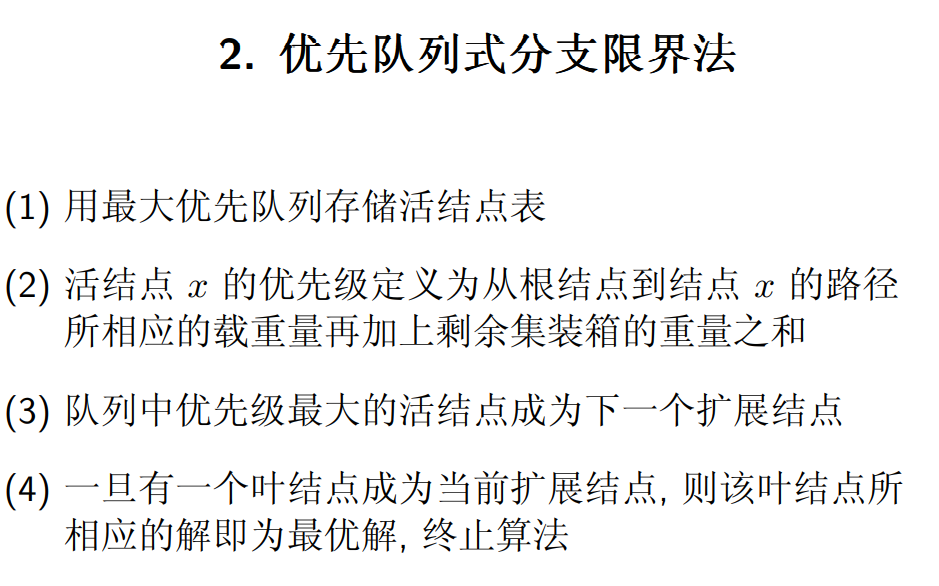 2. 优先队列式分支限界法
(1) 用最大优先队列存储活结点表
(2) 活结点 x 的优先级定义为从根结点到结点 x 的路径
所相应的载重量再加上剩余集装箱的重量之和
(3) 队列中优先级最大的活结点成为下一个扩展结点
(4) 一旦有一个叶结点成为当前扩展结点, 则该叶结点所
相应的解即为最优解, 终止算法